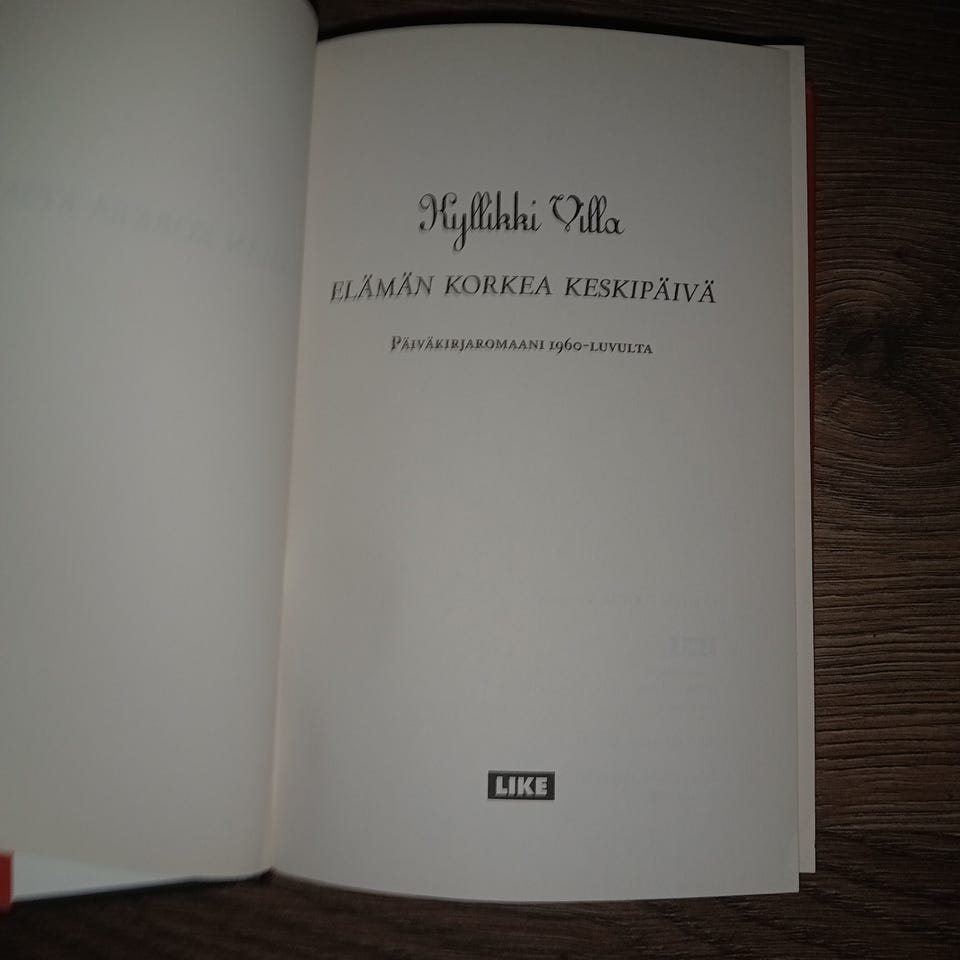 Kyllikki Villa
ELÄMÄN KORKEA KESKIPÄIVÄ
PÄIVÄKIRJAROMAANI 1960-LUVULTA
LIKE